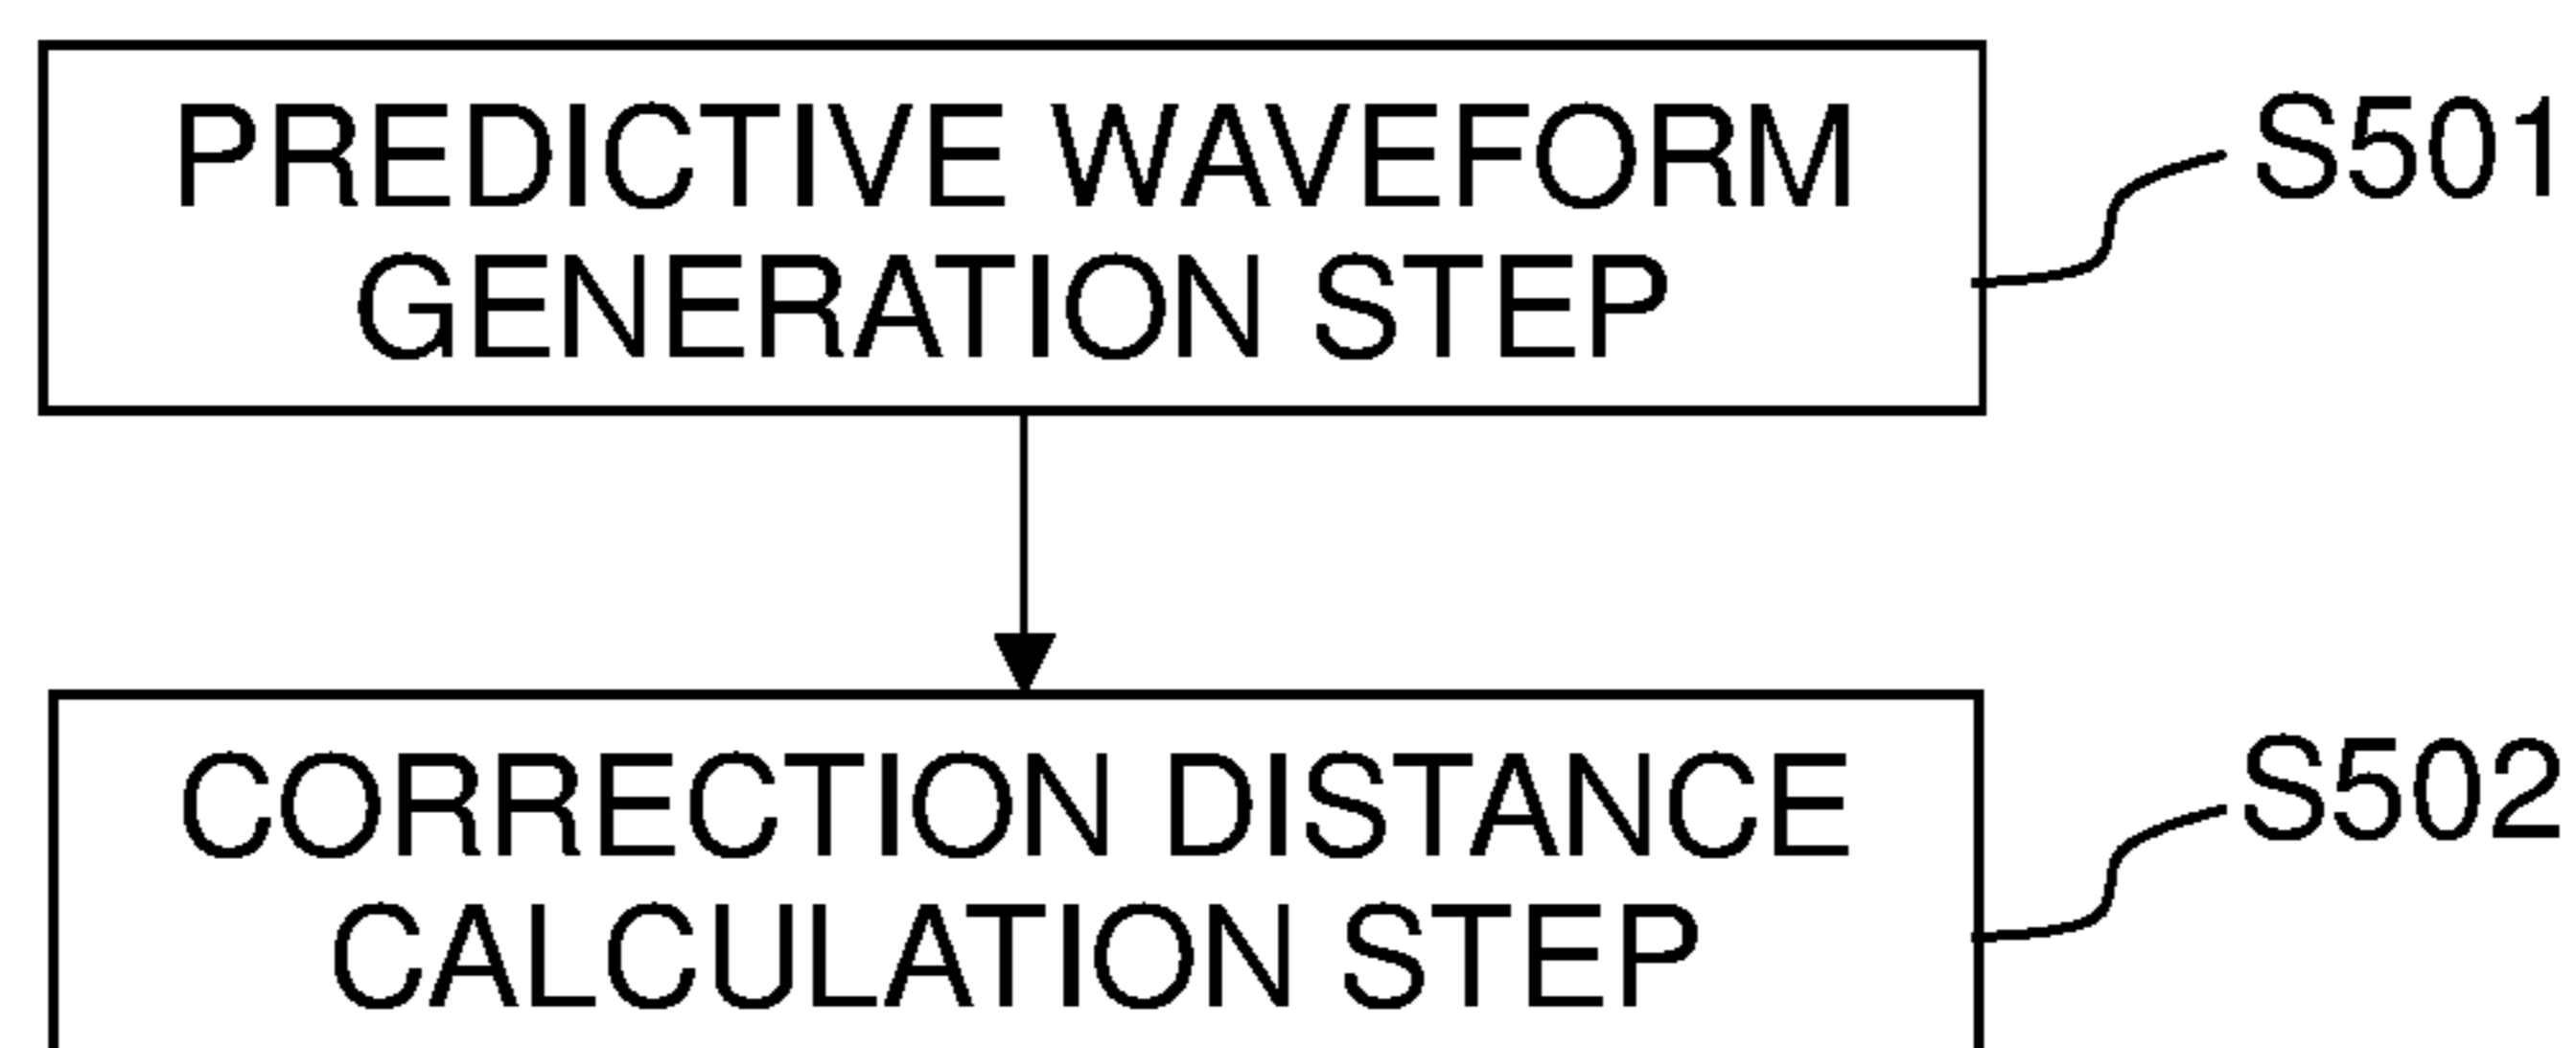 PREDICTIVE WAVEFORM
GENERATION STEP
S501
CORRECTION DISTANCE
CALCULATION STEP
S502